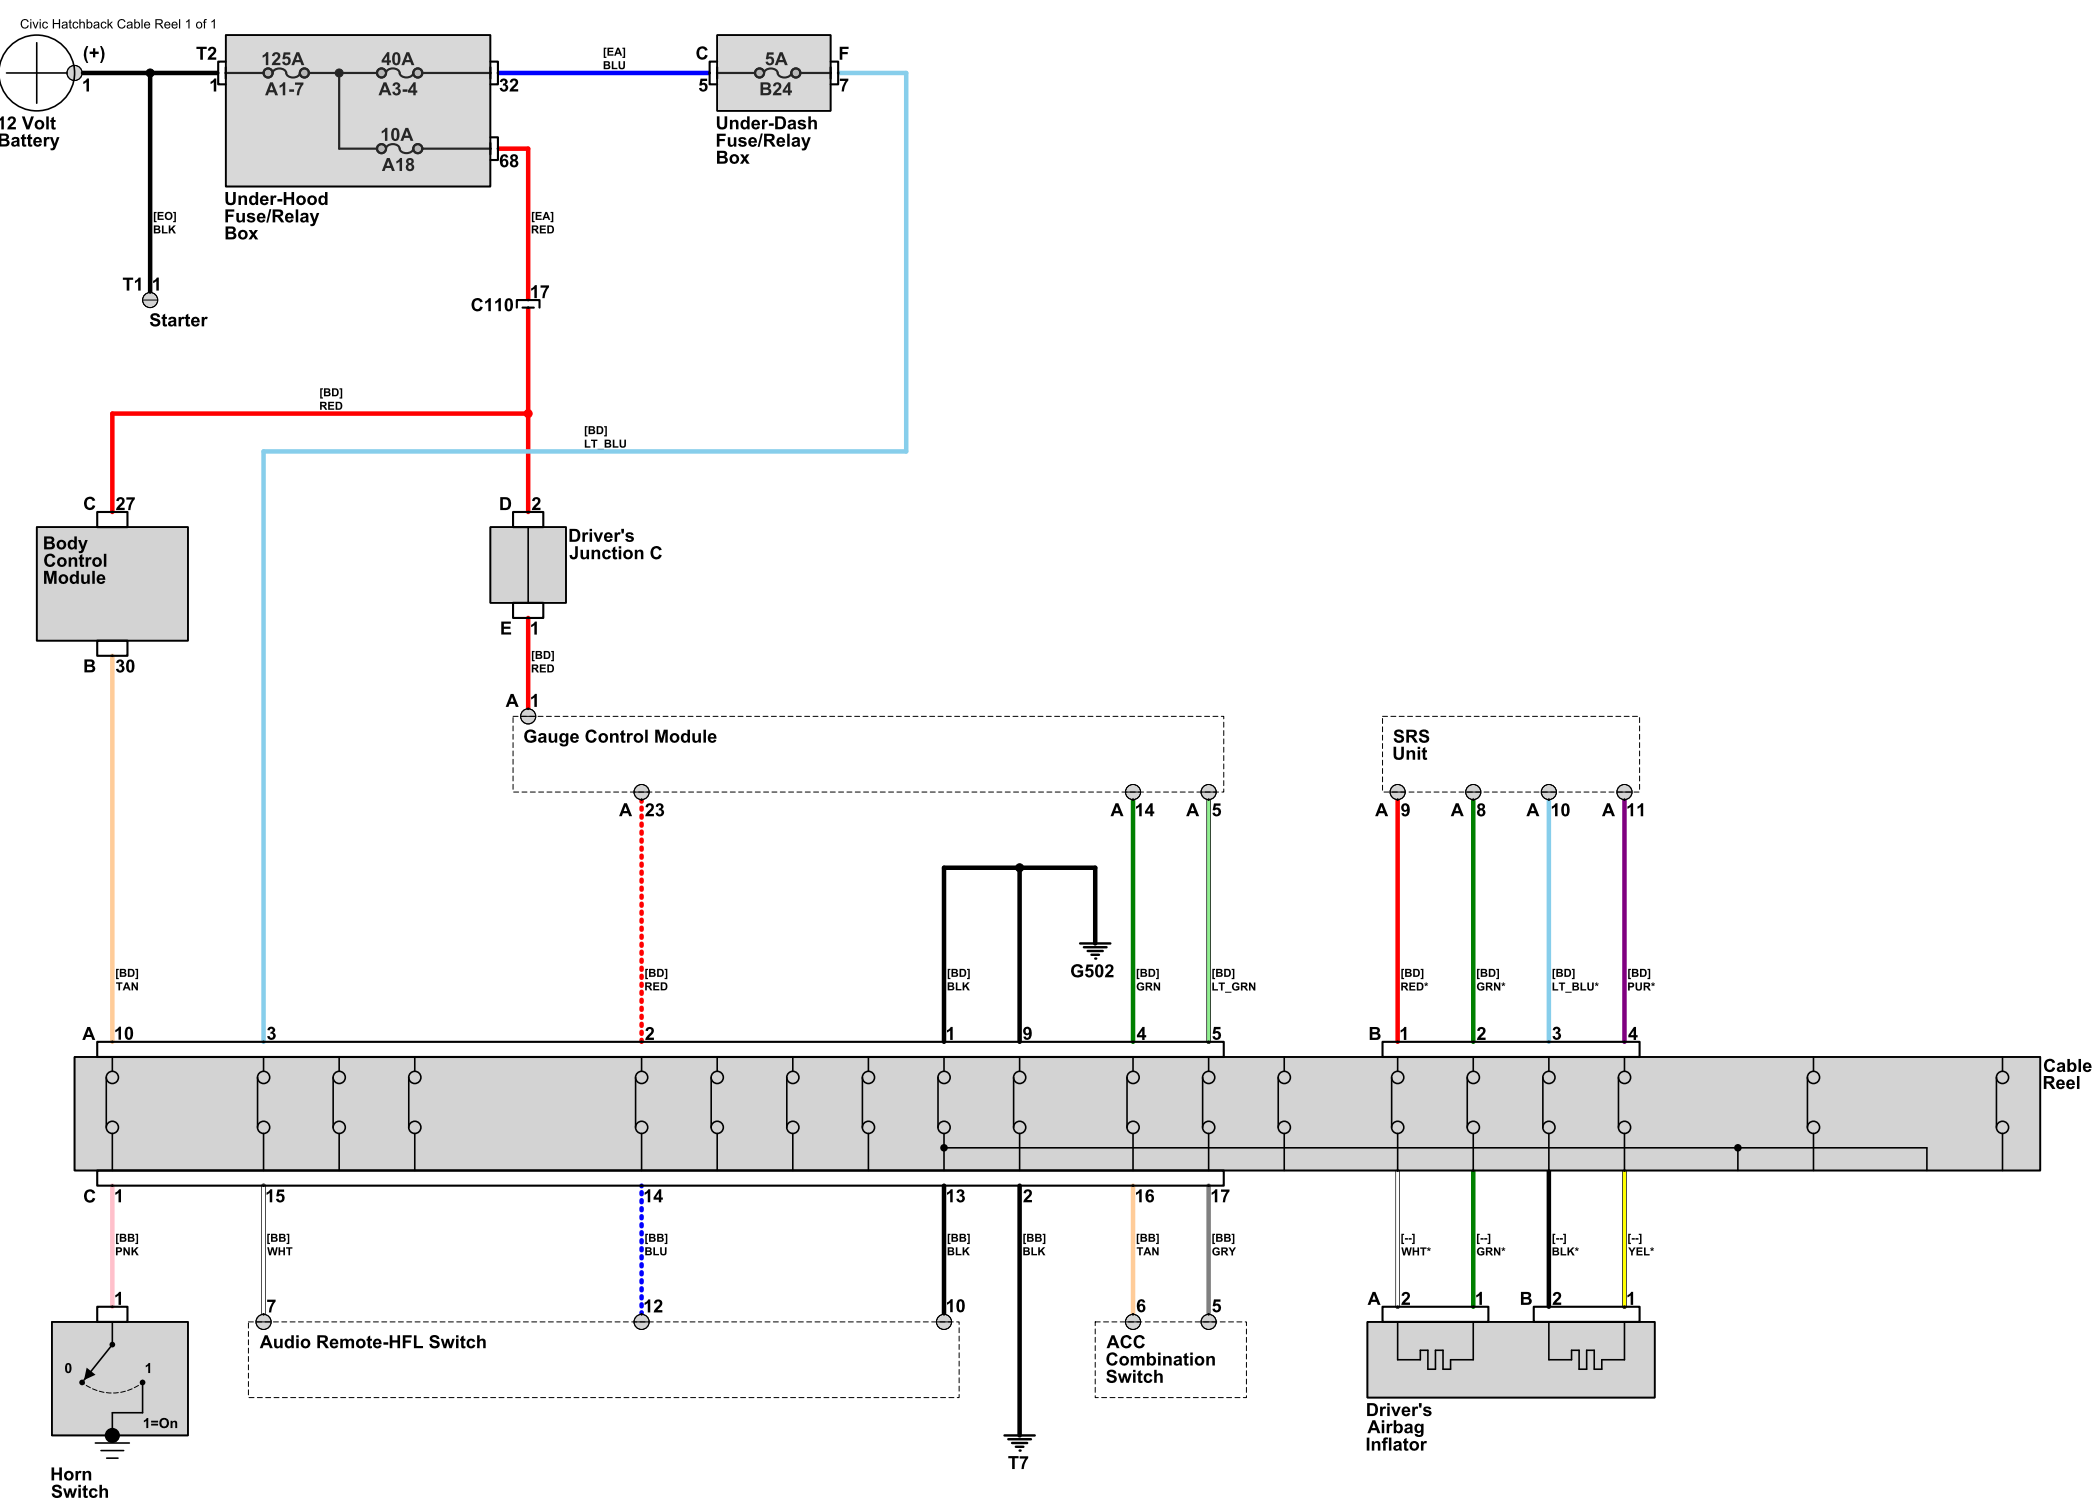 Civic Hatchback Cable Reel 1 of 1
(+)
1
12 Volt
Battery
T2
1
125A
A1-7
40A
A3-4
10A
A18
32
68
Under-Hood
Fuse/Relay
Box
[EA]
BLU
C
5
5A
B24
F
7
Under-Dash
Fuse/Relay
Box
[EO]
BLK
T1 1
Starter
[EA]
RED
17
C110
[BD]
RED
[BD]
LT_BLU
C 27
Body
Control
Module
B 30
D 2
Driver's
Junction C
E 1
[BD]
RED
A 1
Gauge Control Module
A 23
A 14
A 5
SRS
Unit
A 9
A 8
A 10
A 11
G502
[BD]
TAN
[BD]
RED
[BD]
BLK
[BD]
GRN
[BD]
LT_GRN
[BD]
RED*
[BD]
GRN*
[BD]
LT_BLU*
[BD]
PUR*
A 10
3
2
1
9
4
5
B 1
2
3
4
Cable
Reel
C 1
15
14
13
2
16
17
[BB]
PNK
[BB]
WHT
[BB]
BLU
[BB]
BLK
[BB]
BLK
[BB]
TAN
[BB]
GRY
[--]
WHT*
[--]
GRN*
[--]
BLK*
[--]
YEL*
1
7
12
10
6
5
A 2
1
B 2
1
0
1
1=On
Horn
Switch
Audio Remote-HFL Switch
T7
ACC
Combination
Switch
Driver's
Airbag
Inflator